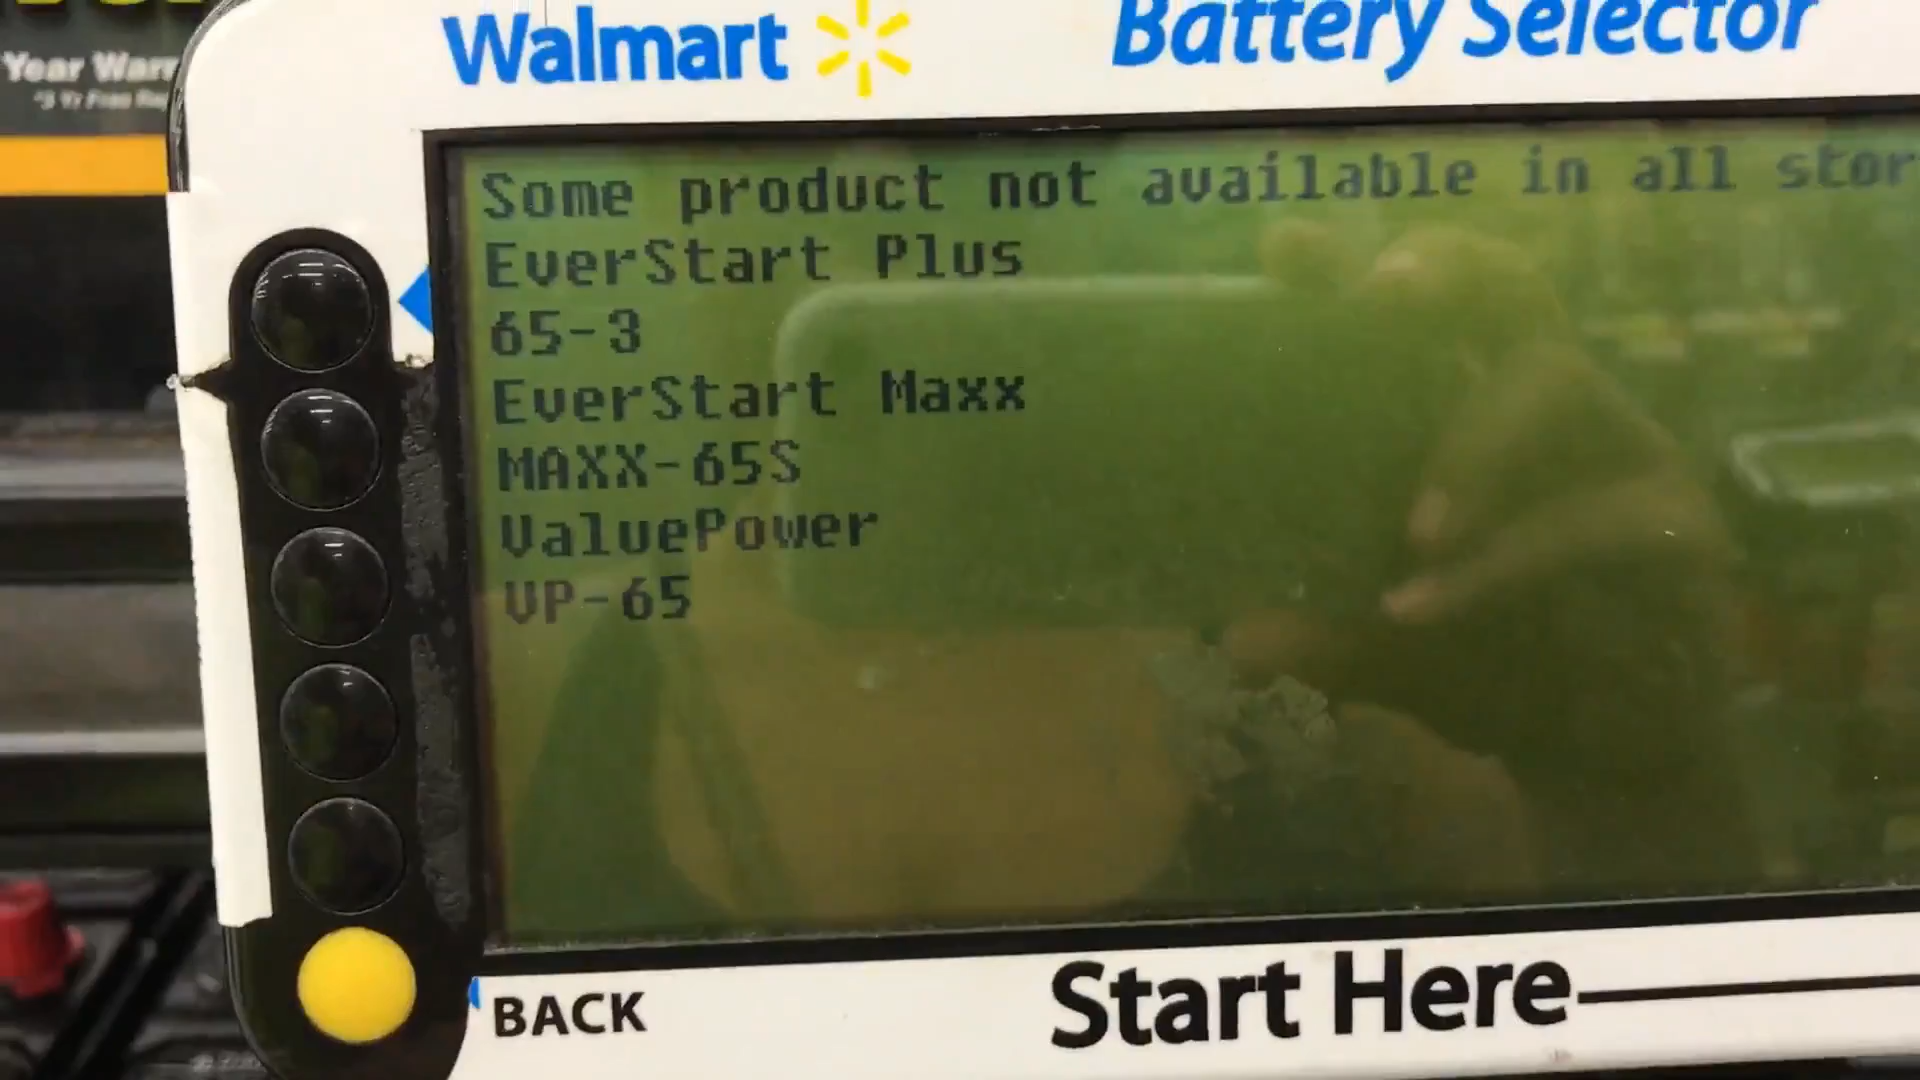 Year Warr
Walmart
Battery Selector
Some product not available in all stor
EverStart Plus
65-3
EverStart Maxx
MAXX-65S
ValuePower
VP-65
BACK
Start Here